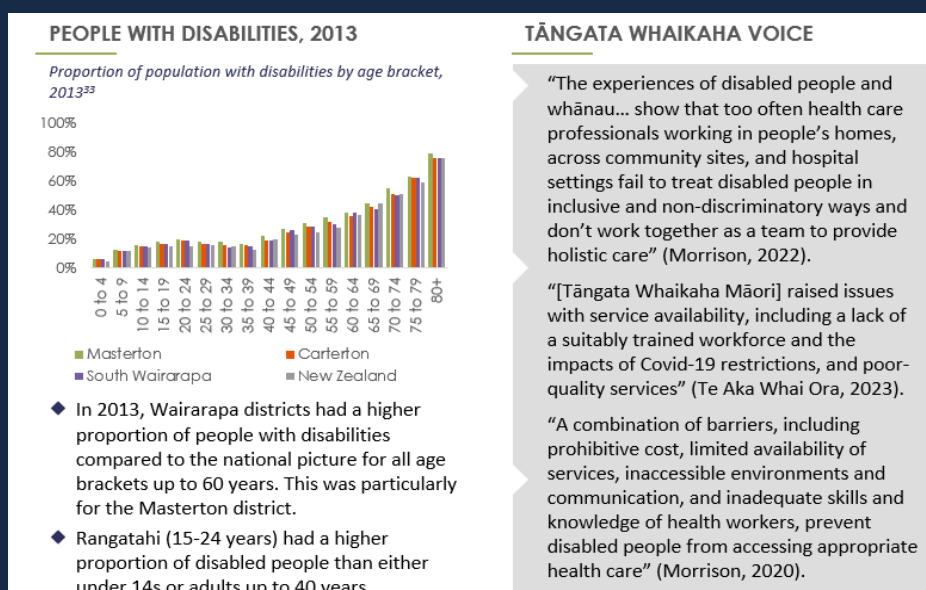 PEOPLE WITH DISABILITIES, 2013
Proportion of population with disabilities by age bracket,
2013³³
100%
80%
60%
40%
20%
0%
0 to 4
5 to 9
10 to 14
15 to 19
20 to 24
25 to 29
30 to 34
35 to 39
40 to 44
45 to 49
50 to 54
55 to 59
60 to 64
65 to 69
70 to 74
75 to 79
80+
Masterton
Carterton
South Wairarapa
New Zealand
In 2013, Wairarapa districts had a higher
proportion of people with disabilities
compared to the national picture for all age
brackets up to 60 years. This was particularly
for the Masterton district.
Rangatahi (15-24 years) had a higher
proportion of disabled people than either
under 14s or adults up to 40 years
TĀNGATA WHAIKAHA VOICE
“The experiences of disabled people and
whānau... show that too often health care
professionals working in people’s homes,
across community sites, and hospital
settings fail to treat disabled people in
inclusive and non-discriminatory ways and
don’t work together as a team to provide
holistic care” (Morrison, 2022).
“[Tāngata Whaikaha Māori] raised issues
with service availability, including a lack of
a suitably trained workforce and the
impacts of Covid-19 restrictions, and poor-
quality services” (Te Aka Whai Ora, 2023).
“A combination of barriers, including
prohibitive cost, limited availability of
services, inaccessible environments and
communication, and inadequate skills and
knowledge of health workers, prevent
disabled people from accessing appropriate
health care” (Morrison, 2020).